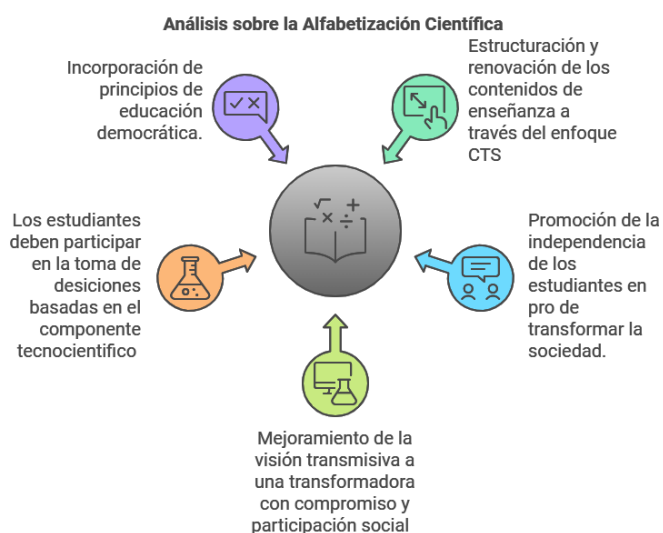 Análisis sobre la Alfabetización Científica
Incorporación de
principios de
educación
democrática.
Estructuración y
renovación de los
contenidos de
enseñanza a
través del enfoque
CTS
Los estudiantes
deben participar
en la toma de
desiciones
basadas en el
componente
tecnocientifico
Promoción de la
independencia
de los
estudiantes en
pro de
transformar la
sociedad.
Mejoramiento de la
visión transmisiva a
una transformadora
con compromiso y
participación social